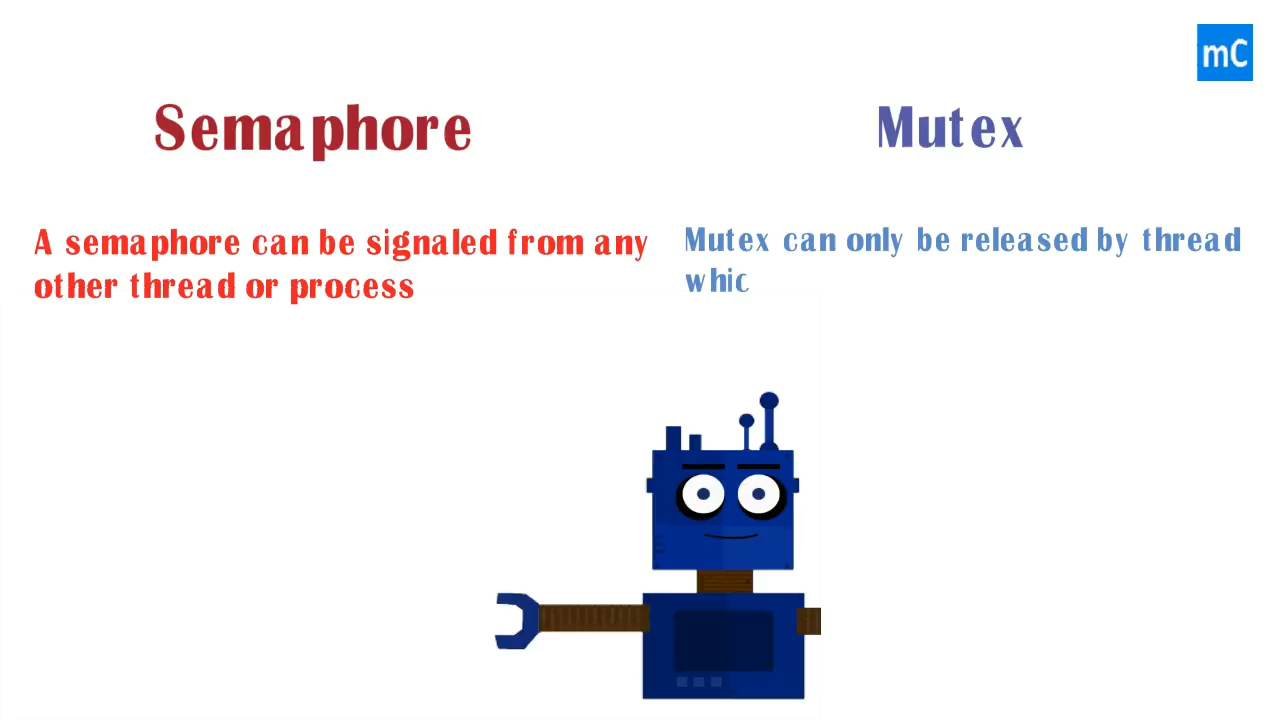 mC
Semaphore
Mutex
A semaphore can be signaled from any
other thread or process
Mutex can only be released by thread
whic